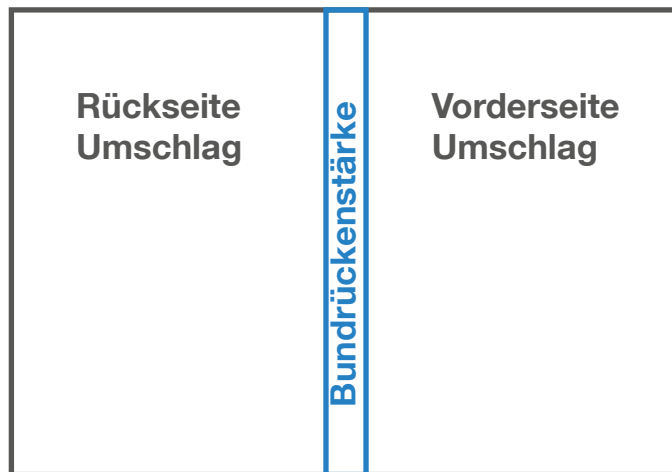 Rückseite
Umschlag
Bundrückenstärke
Vorderseite
Umschlag